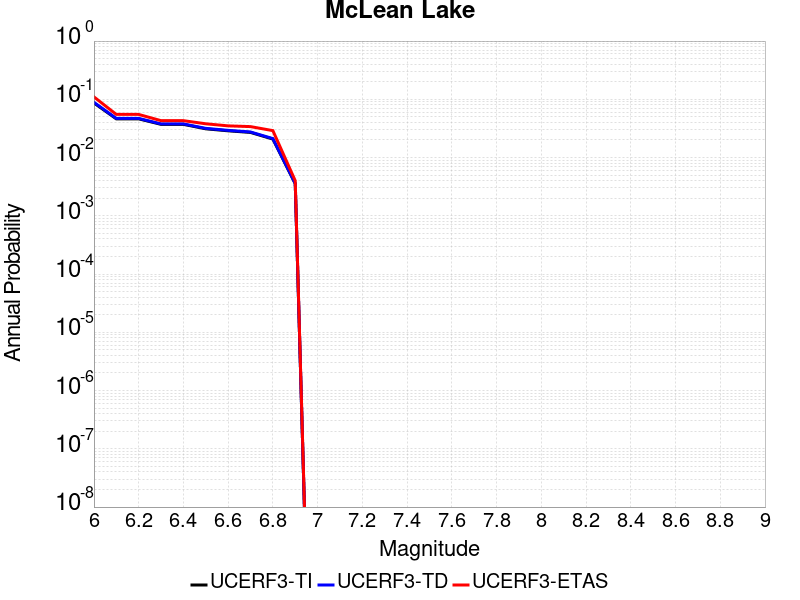 McLean Lake
10^0
10^-1
10^-2
10^-3
10^-4
10^-5
10^-6
10^-7
10^-8
Annual Probability
6 6.2 6.4 6.6 6.8 7 7.2 7.4 7.6 7.8 8 8.2 8.4 8.6 8.8 9
Magnitude
UCERF3-TI UCERF3-TD UCERF3-ETAS